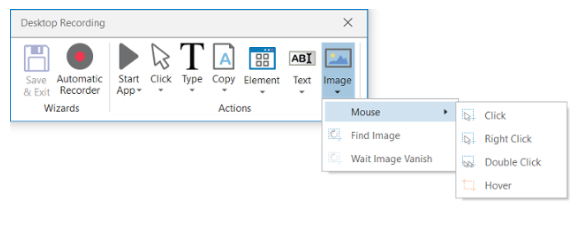 Desktop Recording
Save & Exit
Automatic Recorder
Start App
Click
Type
Copy
Element
ABI
Text
Image
Wizards
Actions
Mouse
Find Image
Wait Image Vanish
Click
Right Click
Double Click
Hover